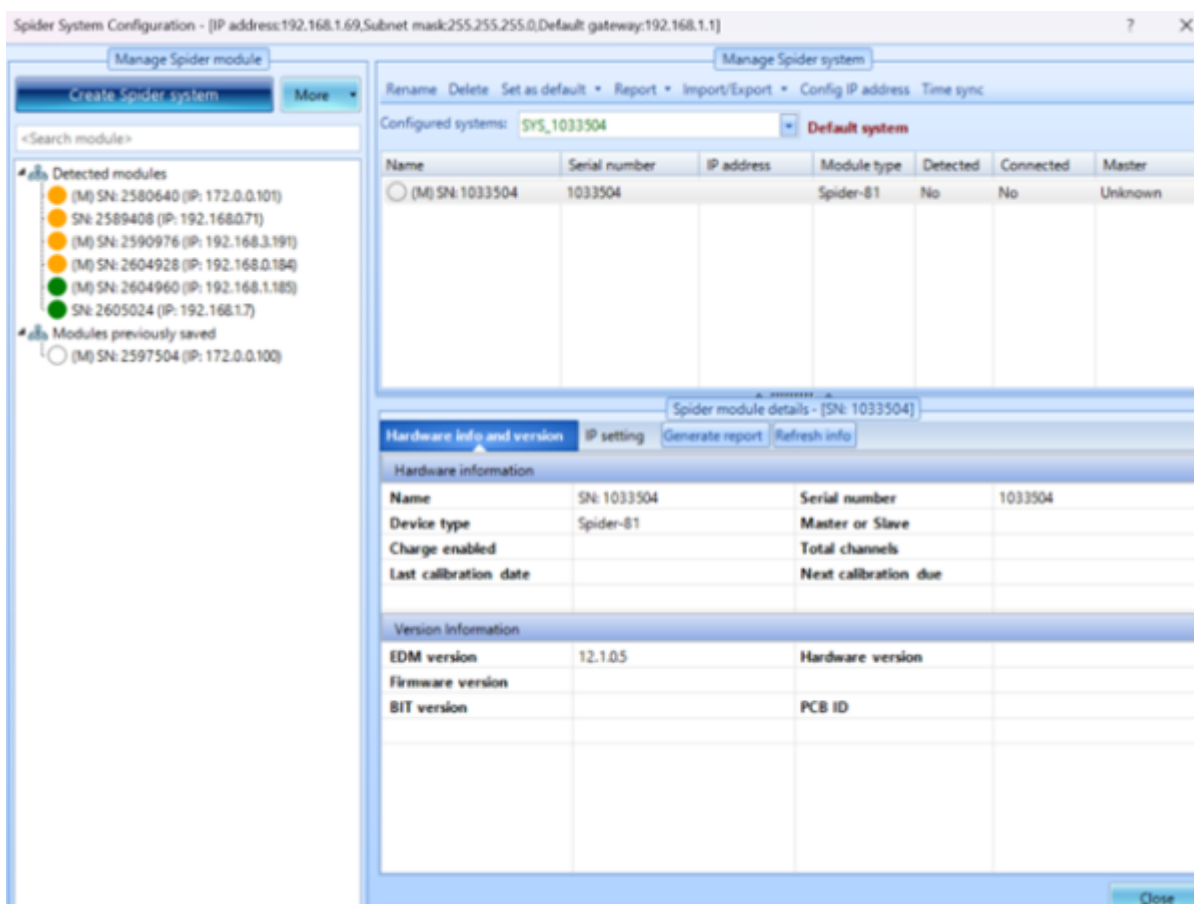 Spider System Configuration - [IP address:192.168.1.69,Subnet mask:255.255.255.0,Default gateway:192.168.1.1]
Manage Spider module
Create Spider system
More
<Search module>
Detected modules
(M) SN: 2580640 (IP: 172.0.0.101)
SN: 2589408 (IP: 192.168.0.71)
(M) SN: 2590976 (IP: 192.168.3.191)
(M) SN: 2604928 (IP: 192.168.0.184)
(M) SN: 2604960 (IP: 192.168.1.185)
SN: 2605024 (IP: 192.168.1.7)
Modules previously saved
(M) SN: 2597504 (IP: 172.0.0.100)
Manage Spider system
Rename Delete Set as default Report Import/Export Config IP address Time sync
Configured systems: SYS_1033504 Default system
Name Serial number IP address Module type Detected Connected Master
(M) SN: 1033504 1033504 Spider-81 No No Unknown
Spider module details - [SN: 1033504]
Hardware info and version IP setting Generate report Refresh info
Hardware information
Name SN: 1033504 Serial number 1033504
Device type Spider-81 Master or Slave
Charge enabled Total channels
Last calibration date Next calibration due
Version Information
EDM version 12.1.0.5 Hardware version
Firmware version
BIT version PCB ID
Close